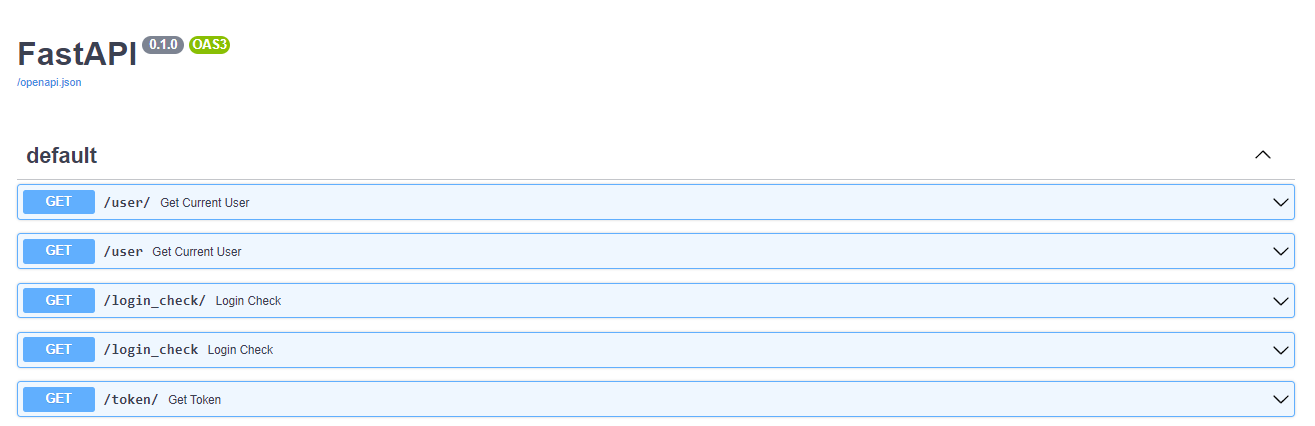 FastAPI 0.1.0 OAS3
/openapi.json
default
GET /user/ Get Current User
GET /user Get Current User
GET /login_check/ Login Check
GET /login_check Login Check
GET /token/ Get Token